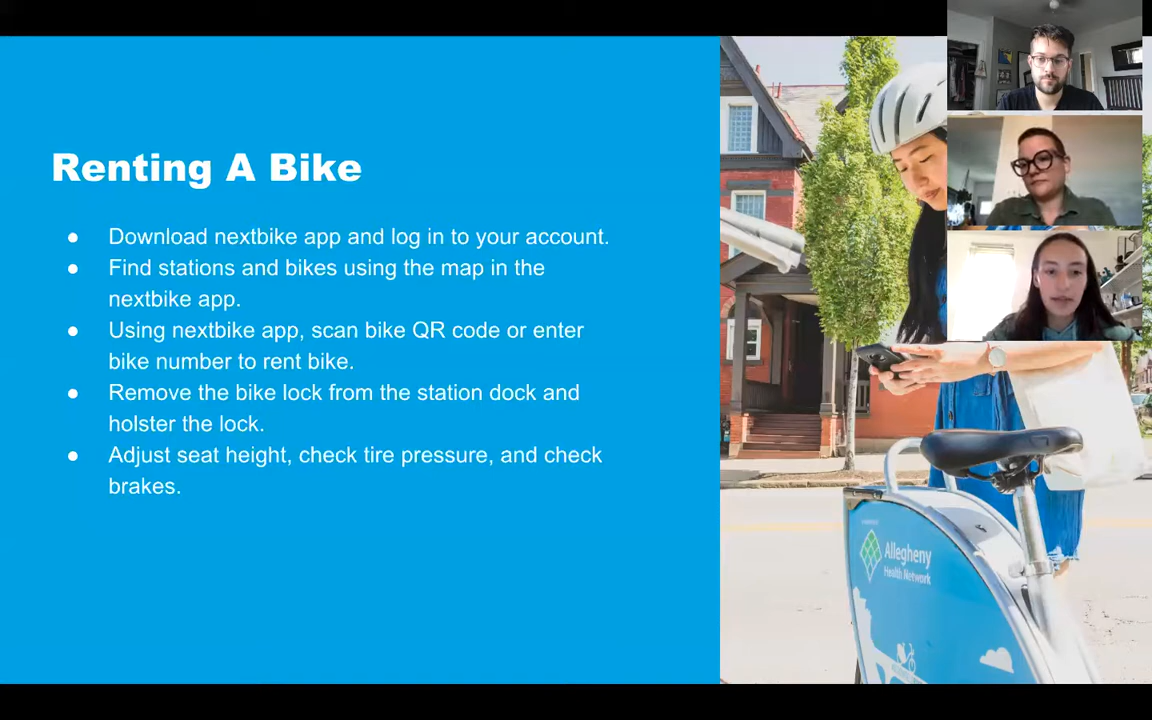 Renting A Bike
● Download nextbike app and log in to your account.
● Find stations and bikes using the map in the
nextbike app.
● Using nextbike app, scan bike QR code or enter
bike number to rent bike.
● Remove the bike lock from the station dock and
holster the lock.
● Adjust seat height, check tire pressure, and check
brakes.
Allegheny
Health Network